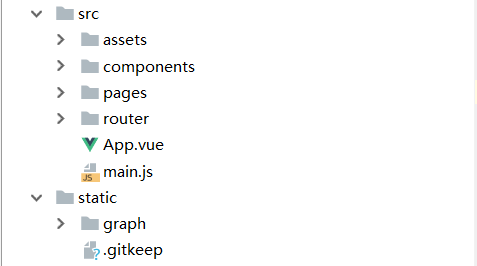 src
assets
components
pages
router
App.vue
main.js
static
graph
.gitkeep